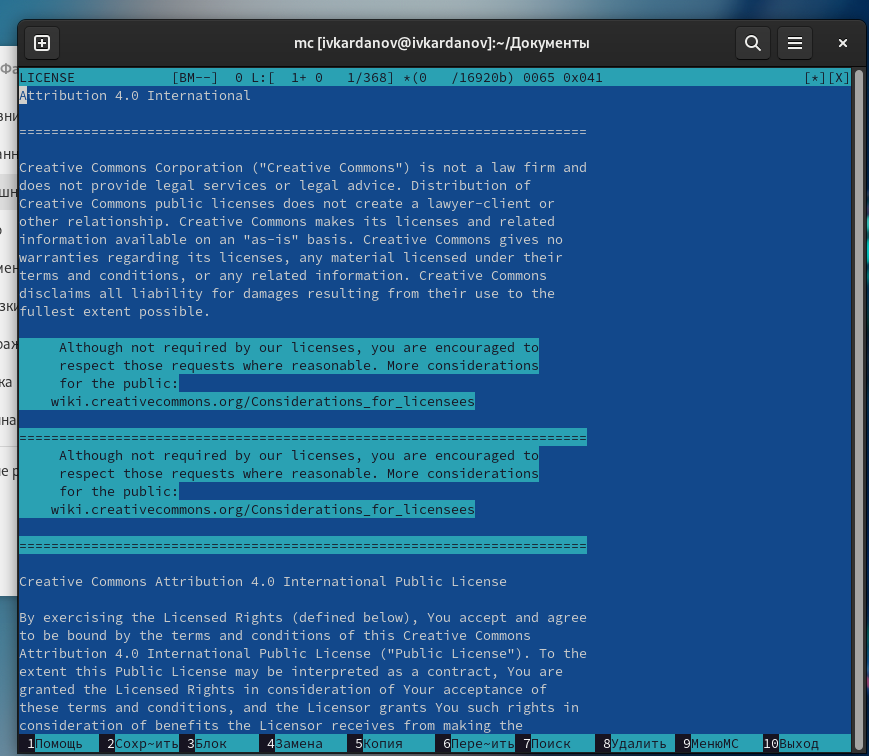 mc [ivkardanov@ivkardanov]:~/Документы
LICENSE            [BM--]  0 L:[  1+ 0   1/368] *(0   /16920b) 0065 0x041                         [*][X]
Attribution 4.0 International
=======================================================================
Creative Commons Corporation ("Creative Commons") is not a law firm and
does not provide legal services or legal advice. Distribution of
Creative Commons public licenses does not create a lawyer-client or
other relationship. Creative Commons makes its licenses and related
information available on an "as-is" basis. Creative Commons gives no
warranties regarding its licenses, any material licensed under their
terms and conditions, or any related information. Creative Commons
disclaims all liability for damages resulting from their use to the
fullest extent possible.
     Although not required by our licenses, you are encouraged to
     respect those requests where reasonable. More considerations
     for the public:
    wiki.creativecommons.org/Considerations_for_licensees
=======================================================================
     Although not required by our licenses, you are encouraged to
     respect those requests where reasonable. More considerations
     for the public:
    wiki.creativecommons.org/Considerations_for_licensees
=======================================================================
Creative Commons Attribution 4.0 International Public License
By exercising the Licensed Rights (defined below), You accept and agree
to be bound by the terms and conditions of this Creative Commons
Attribution 4.0 International Public License ("Public License"). To the
extent this Public License may be interpreted as a contract, You are
granted the Licensed Rights in consideration of Your acceptance of
these terms and conditions, and the Licensor grants You such rights in
consideration of benefits the Licensor receives from making the
1Помощь 2Сохр~ить 3Блок 4Замена 5Копия 6Пере~ить 7Поиск 8Удалить 9МенюMC 10Выход